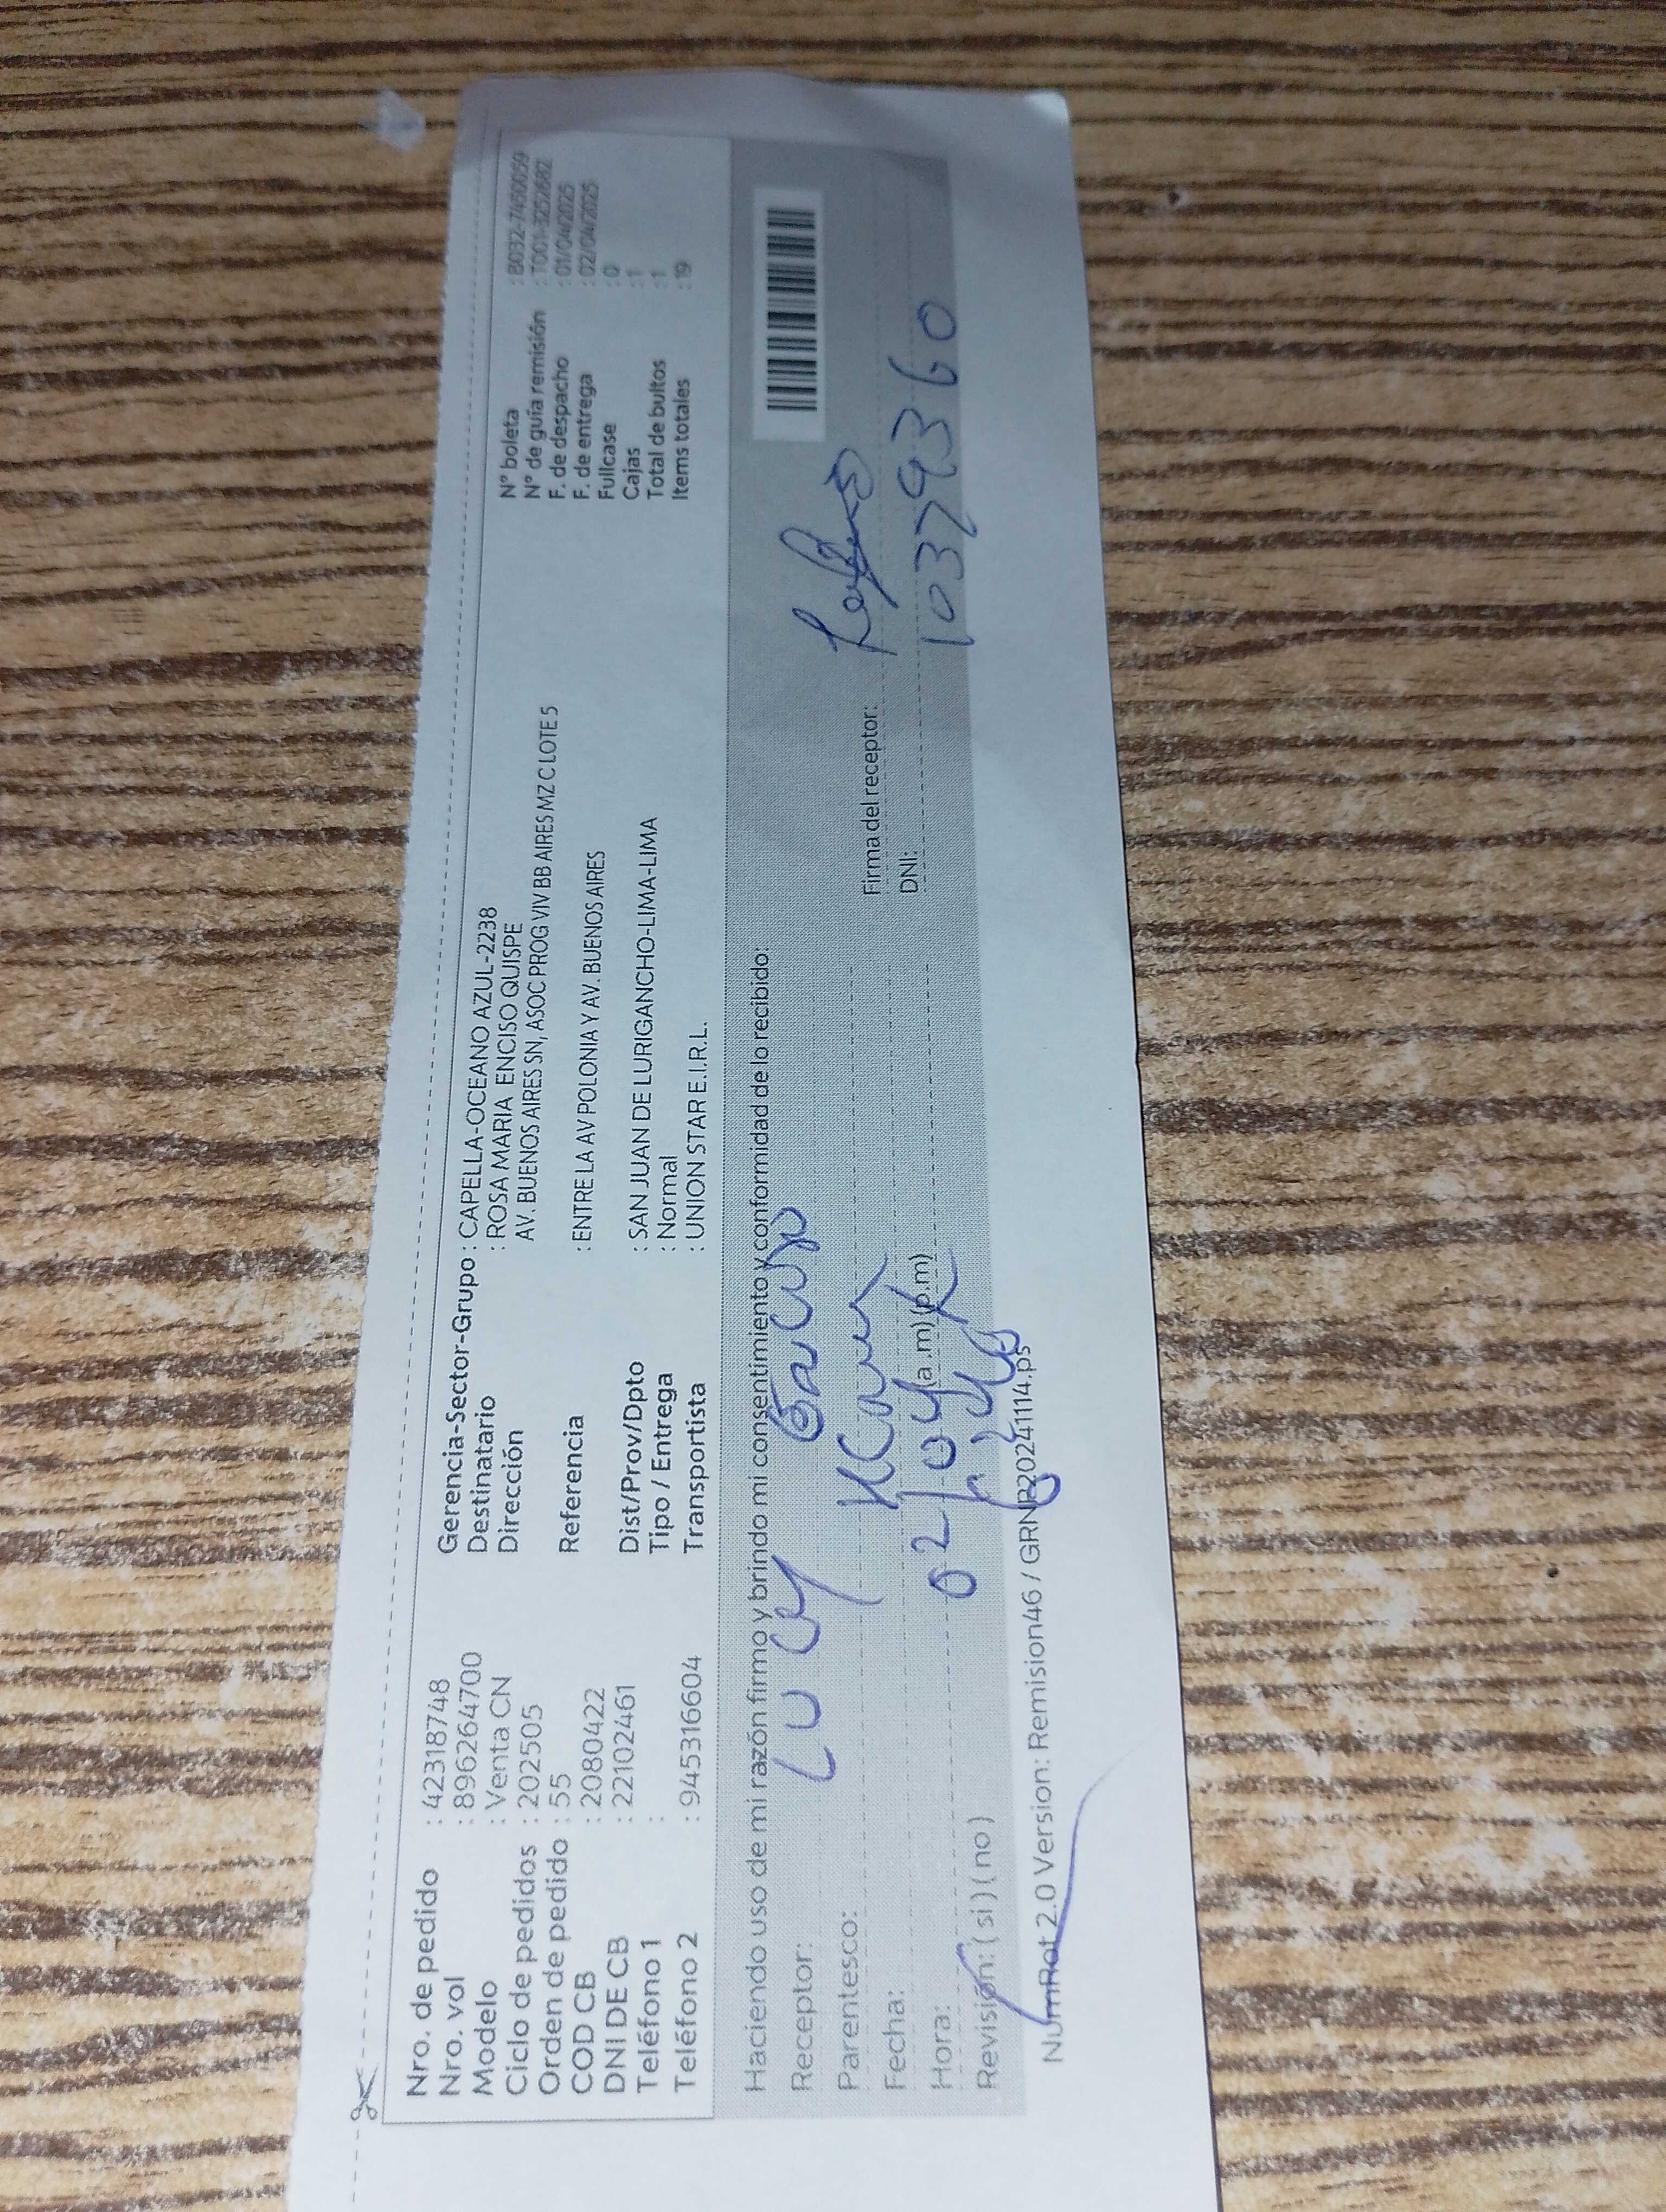 Nro. de pedido : 42318748
Nro. vol : 896264700
Modelo : Venta CN
Ciclo de pedidos : 202505
Orden de pedido : 55
COD CB : 2080422
DNI DE CB : 22102461
Teléfono 1 :
Teléfono 2 : 945316604
Gerencia-Sector-Grupo : CAPELLA-OCEANO AZUL-2238
Destinatario : ROSA MARIA ENCISO QUISPE
Dirección AV. BUENOS AIRES SN, ASOC PROG VIV BB AIRES MZ C LOTE 5
Referencia : ENTRE LA AV POLONIA Y AV. BUENOS AIRES
Dist/Prov/Dpto : SAN JUAN DE LURIGANCHO-LIMA-LIMA
Tipo / Entrega : Normal
Transportista : UNION STAR E.I.R.L.
N° boleta : B032-7450059
N° de guía remisión : T001-3252682
F. de despacho : 01/04/2025
F. de entrega : 02/04/2025
Fullcase : 0
Cajas : 1
Total de bultos : 1
Items totales : 19
Haciendo uso de mi razón firmo y brindo mi consentimiento y conformidad de lo recibido:
Receptor: LUCY
Parentesco:
Fecha: 02/04/
Hora: (a.m) (p.m)
Revisión: (si) (no)
Firma del receptor:
DNI: 10379360
NumRot 2.0 Version: Remision46 / GRNP20241114.ps